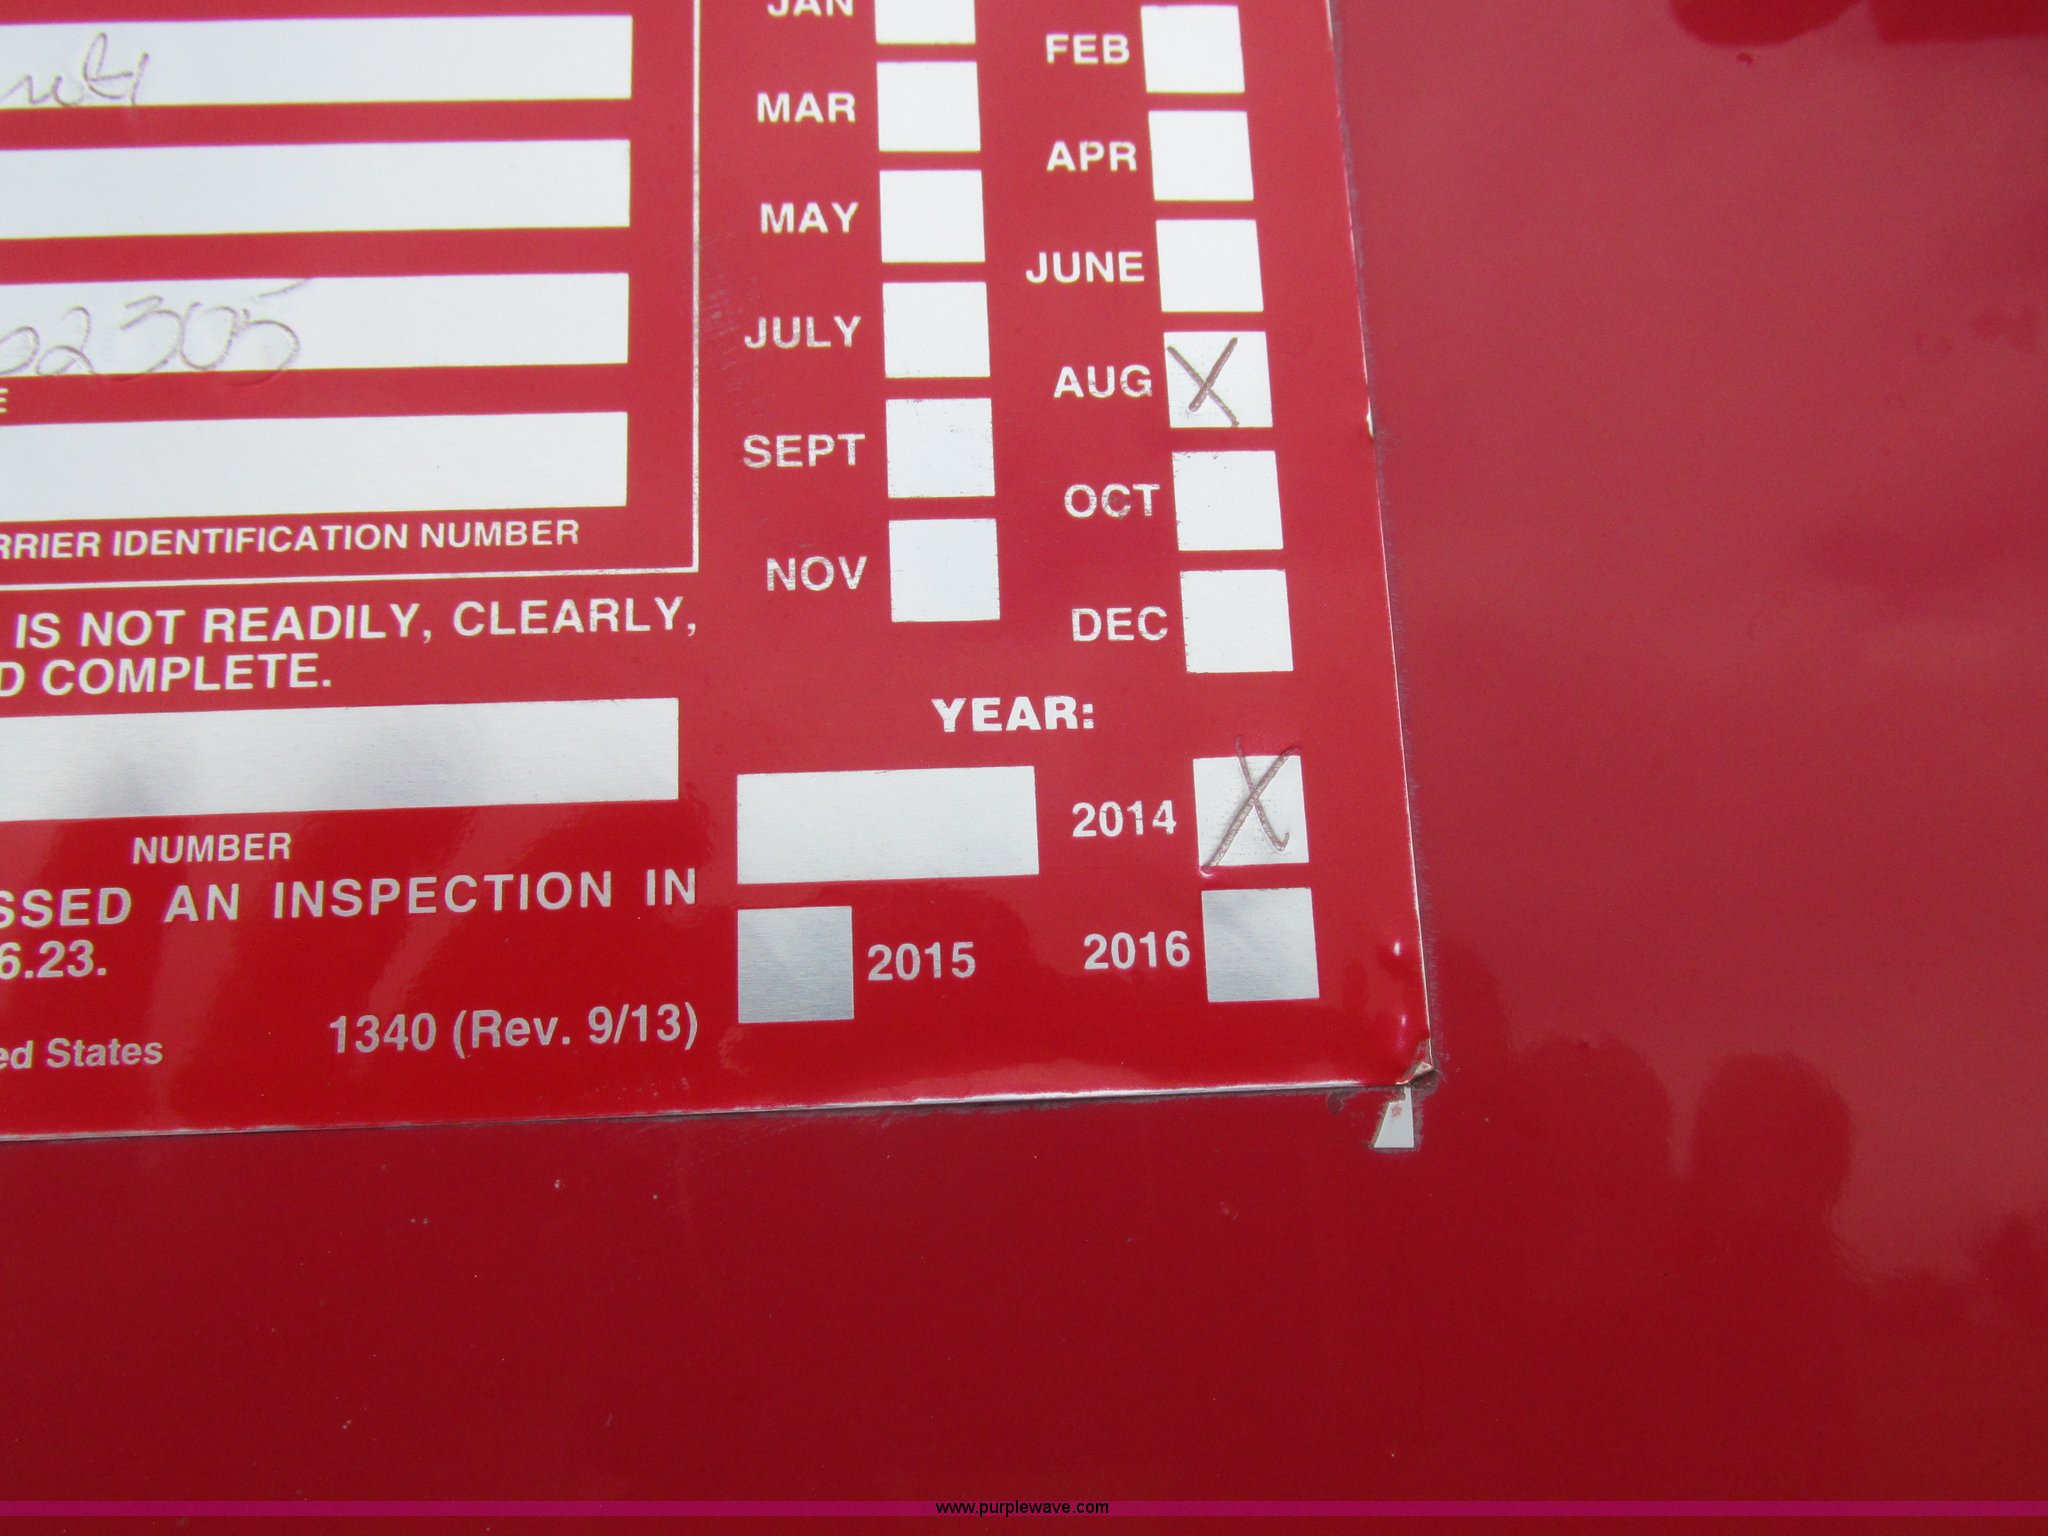 JAN
FEB
MAR
APR
MAY
JUNE
2305
JULY
AUG X
E
SEPT
OCT
RRIER IDENTIFICATION NUMBER
NOV
IS NOT READILY, CLEARLY,
DEC
D COMPLETE.
YEAR:
2014 X
NUMBER
SSED AN INSPECTION IN
6.23.
2015 2016
1340 (Rev. 9/13)
ed States
www.purplewave.com